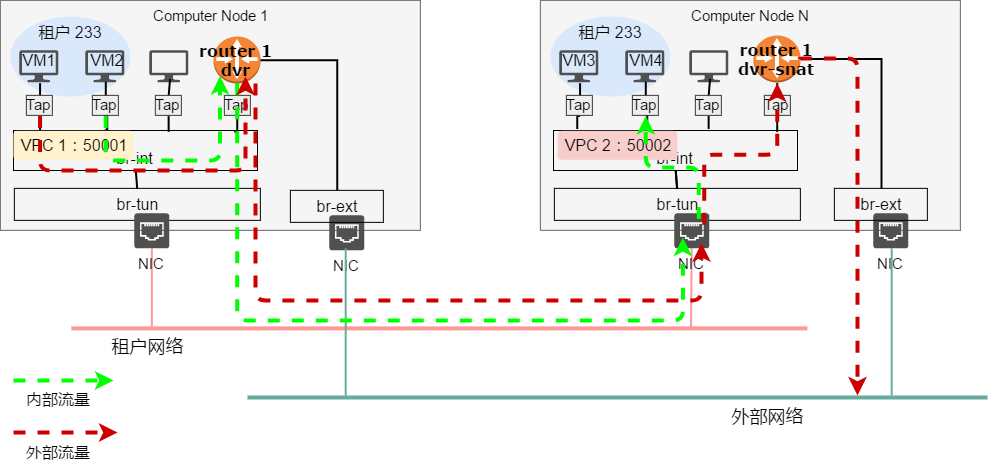 Computer Node 1
租户 233
VM1
VM2
router 1
dvr
Tap
Tap
Tap
Tap
VPC 1：50001
br-int
br-tun
br-ext
NIC
NIC
Computer Node N
租户 233
VM3
VM4
router 1
dvr-snat
Tap
Tap
Tap
Tap
VPC 2：50002
br-int
br-tun
br-ext
NIC
NIC
租户网络
内部流量
外部网络
外部流量